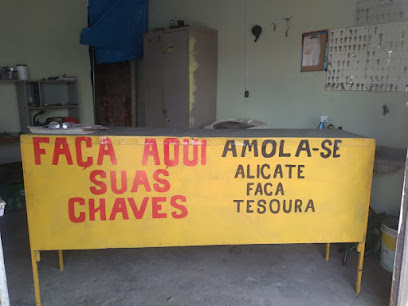 FAÇA AQUI
SUAS
CHAVES
AMOLA-SE
ALICATE
FACA
TESOURA